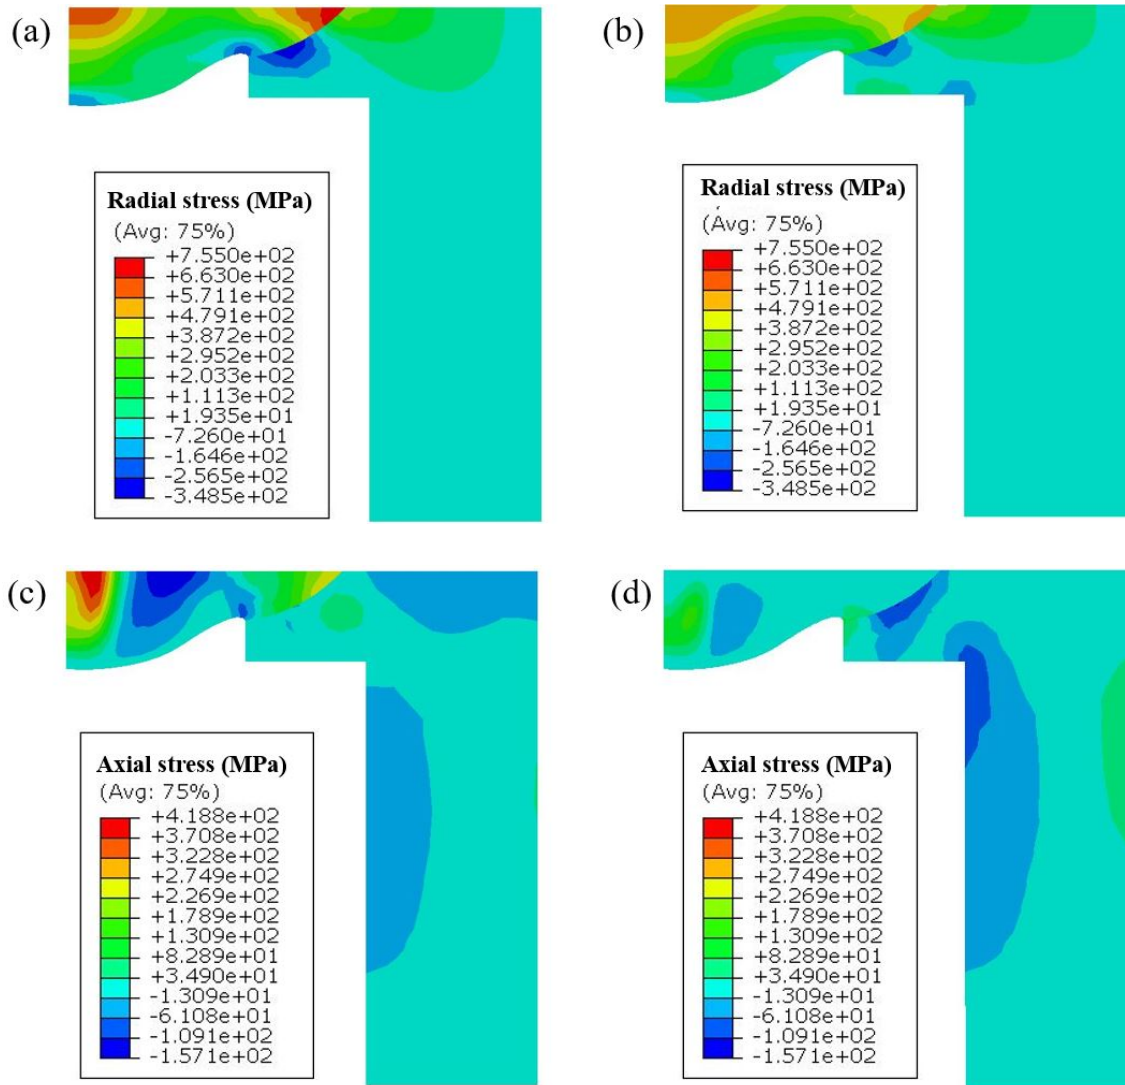 (a)
Radial stress (MPa)
(Avg: 75%)
+7.550e+02
+6.630e+02
+5.711e+02
+4.791e+02
+3.872e+02
+2.952e+02
+2.033e+02
+1.113e+02
+1.935e+01
-7.260e+01
-1.646e+02
-2.565e+02
-3.485e+02
(b)
Radial stress (MPa)
(Avg: 75%)
+7.550e+02
+6.630e+02
+5.711e+02
+4.791e+02
+3.872e+02
+2.952e+02
+2.033e+02
+1.113e+02
+1.935e+01
-7.260e+01
-1.646e+02
-2.565e+02
-3.485e+02
(c)
Axial stress (MPa)
(Avg: 75%)
+4.188e+02
+3.708e+02
+3.228e+02
+2.749e+02
+2.269e+02
+1.789e+02
+1.309e+02
+8.289e+01
+3.490e+01
-1.309e+01
-6.108e+01
-1.091e+02
-1.571e+02
(d)
Axial stress (MPa)
(Avg: 75%)
+4.188e+02
+3.708e+02
+3.228e+02
+2.749e+02
+2.269e+02
+1.789e+02
+1.309e+02
+8.289e+01
+3.490e+01
-1.309e+01
-6.108e+01
-1.091e+02
-1.571e+02